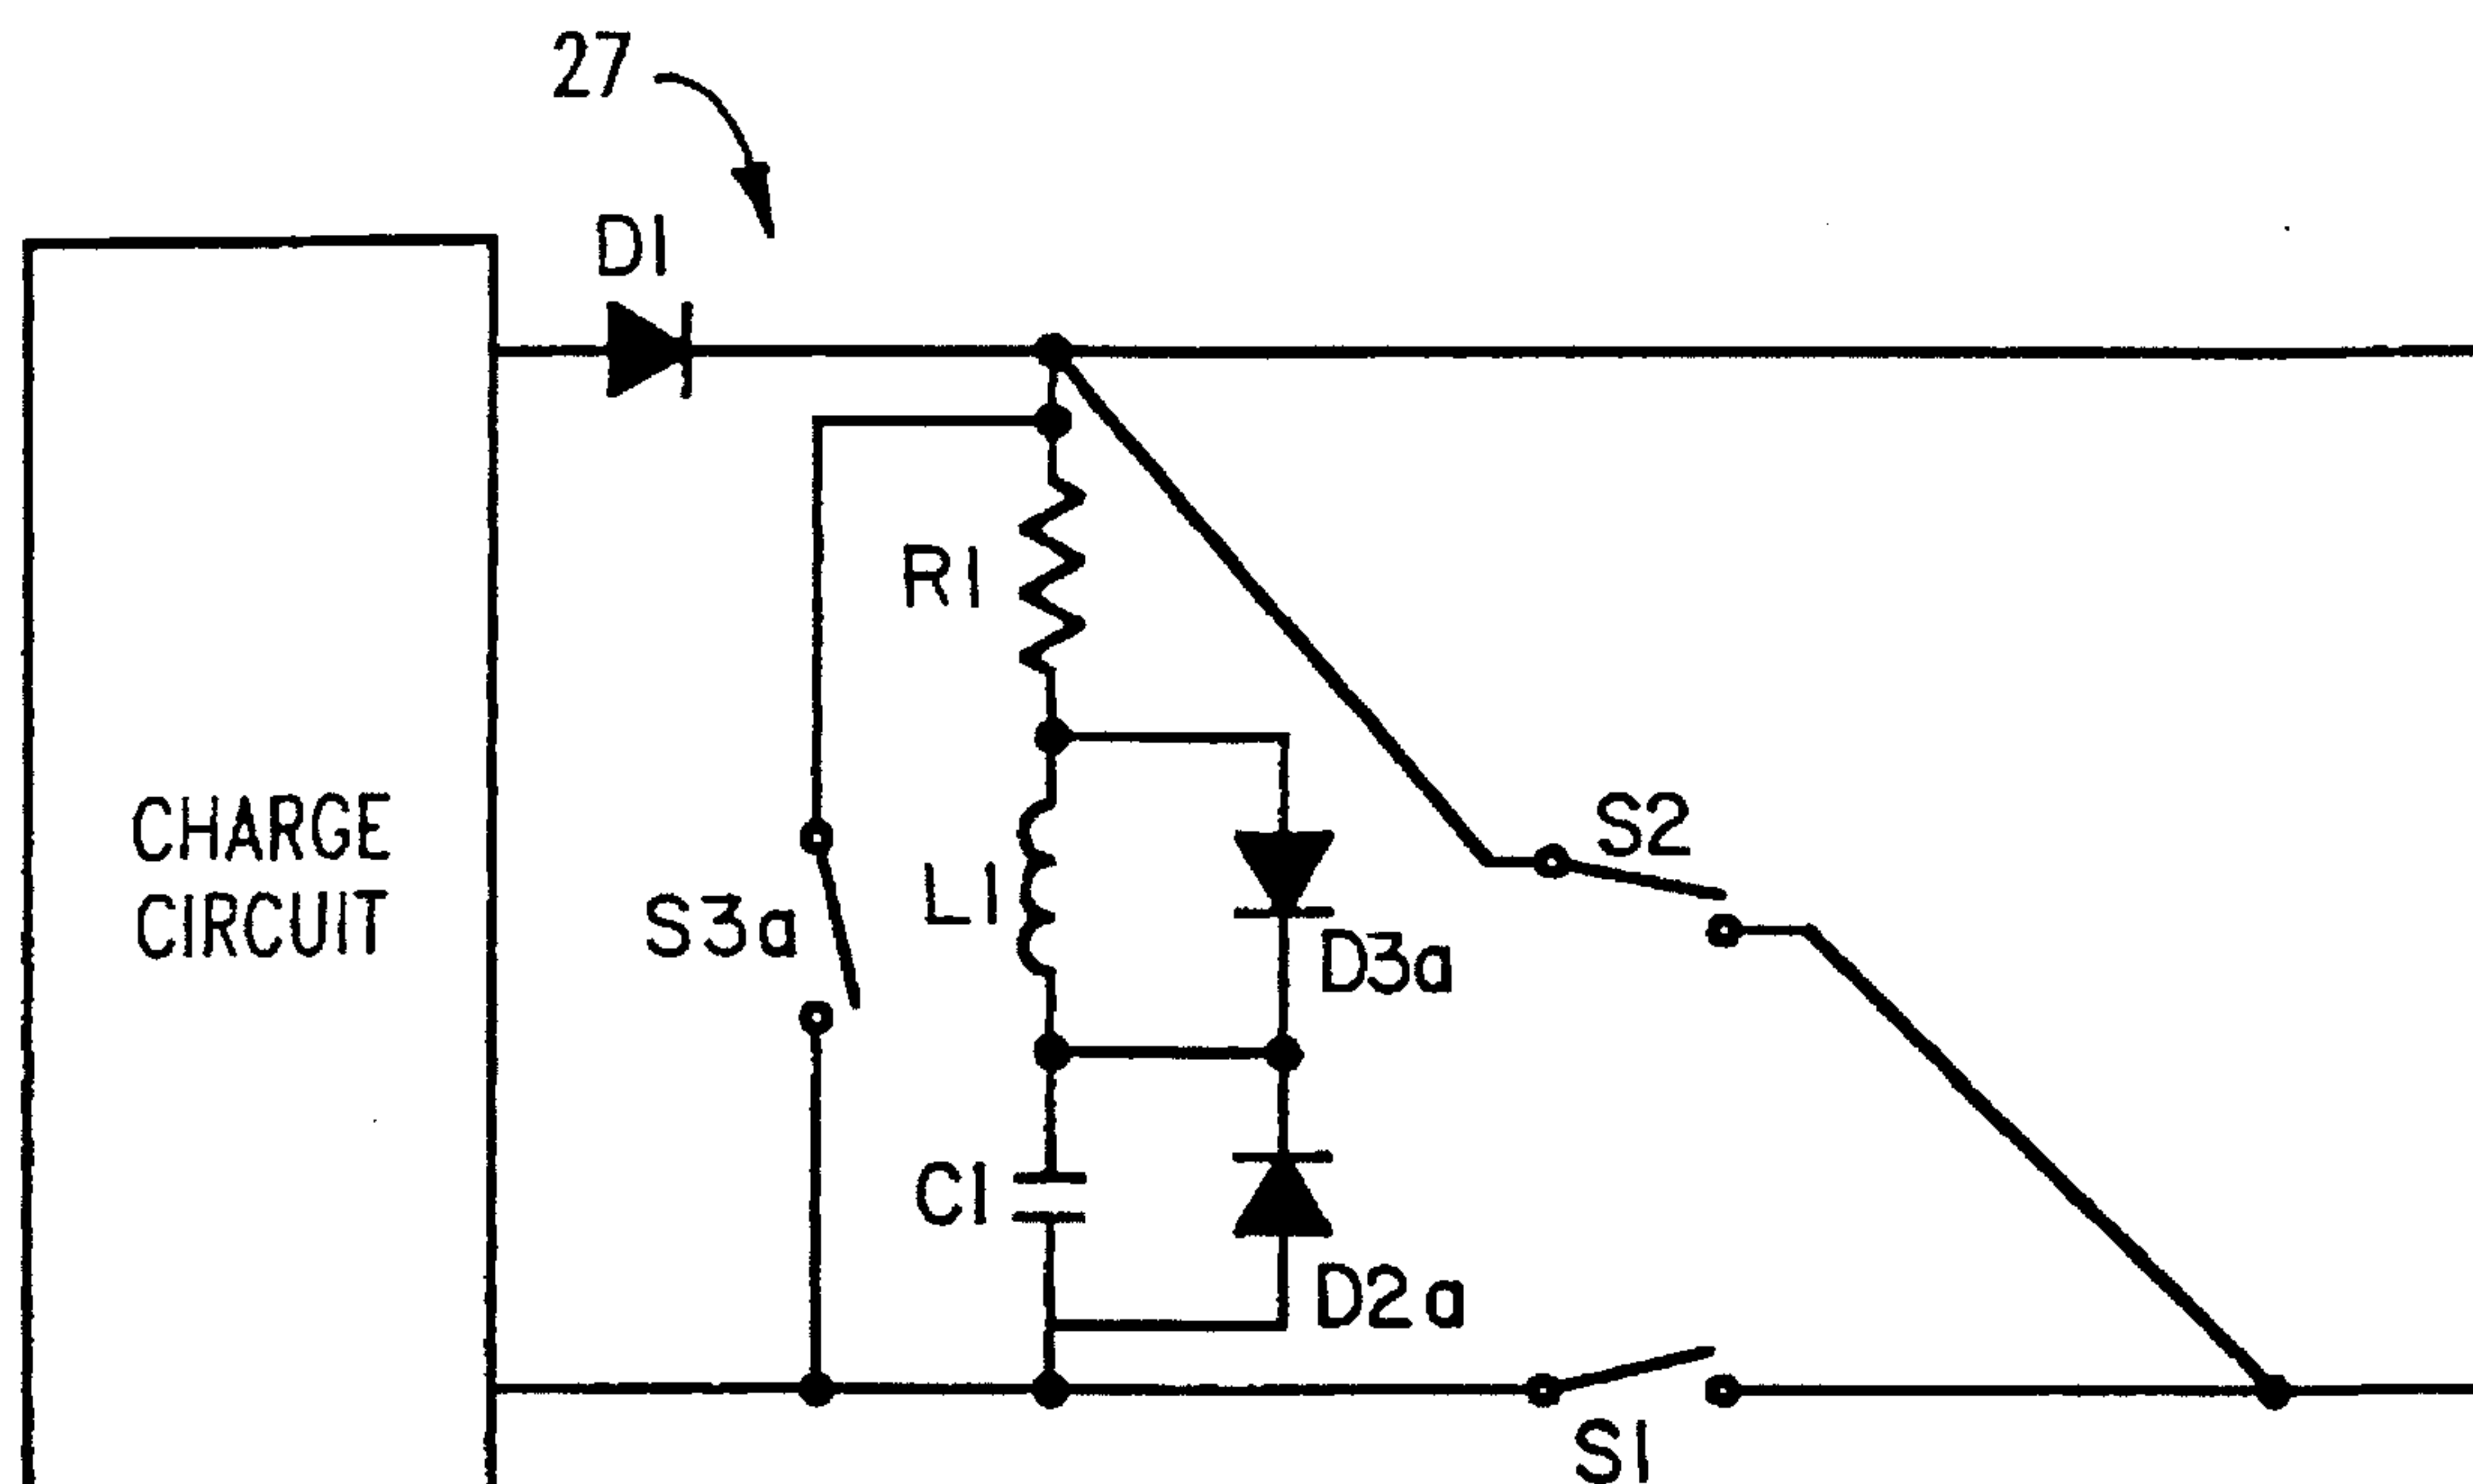 27
D1
R1
CHARGE
CIRCUIT
S3a
L1
S2
D3a
C1
D2a
S1